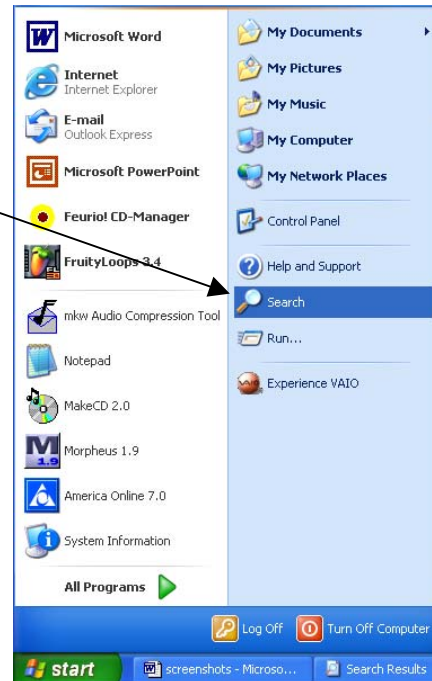 Microsoft Word
Internet
Internet Explorer
E-mail
Outlook Express
Microsoft PowerPoint
Feurio! CD-Manager
FruityLoops 3.4
mkw Audio Compression Tool
Notepad
MakeCD 2.0
Morpheus 1.9
America Online 7.0
System Information
All Programs
My Documents
My Pictures
My Music
My Computer
My Network Places
Control Panel
Help and Support
Search
Run...
Experience VAIO
Log Off
Turn Off Computer
start
screenshots - Microso...
Search Results